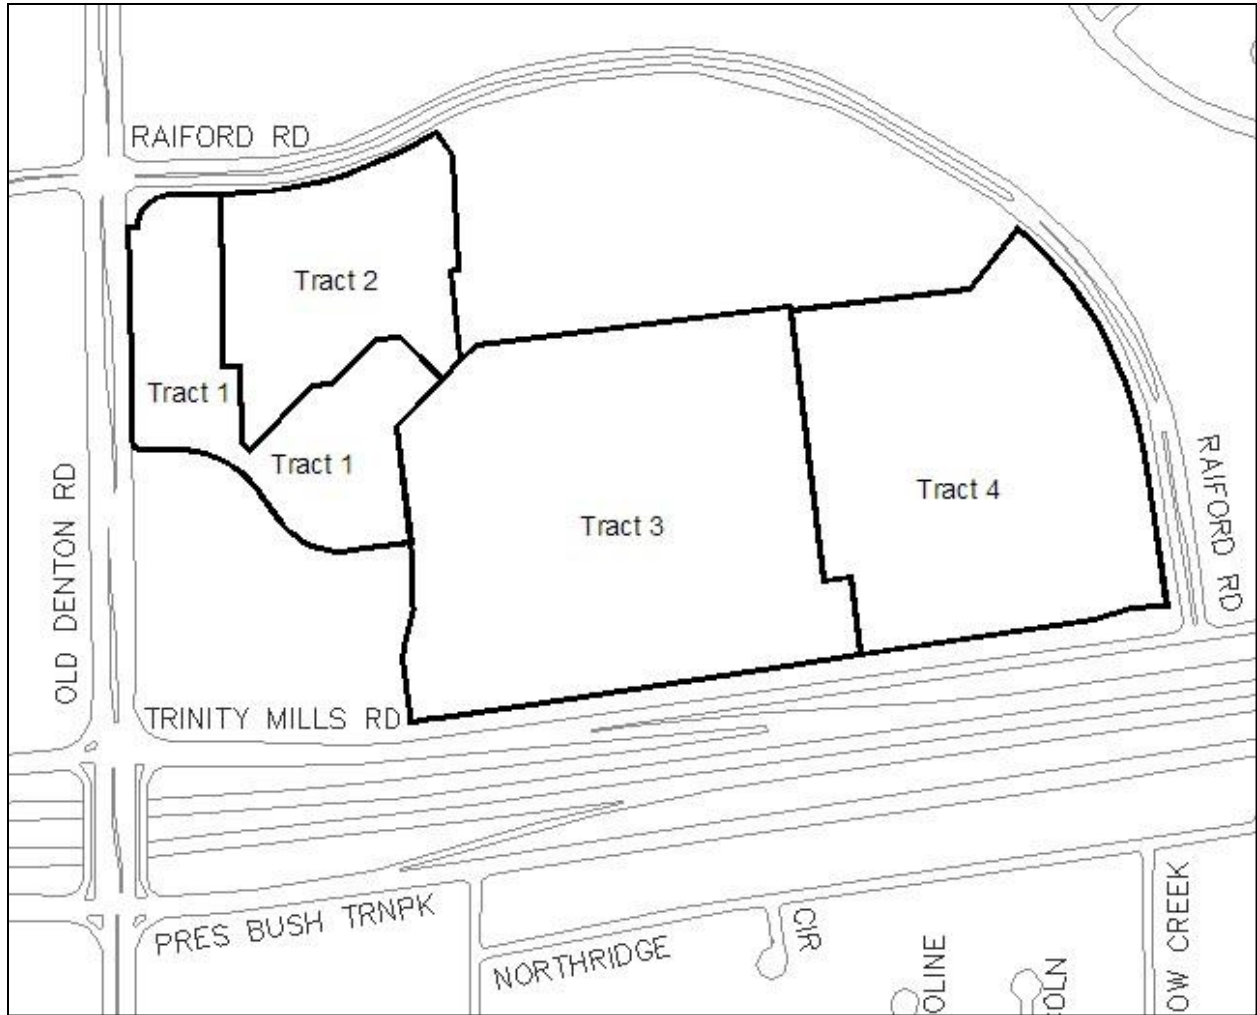 RAIFORD RD
Tract 2
Tract 1
Tract 1
Tract 4
Tract 3
RAIFORD RD
OLD DENTON RD
TRINITY MILLS RD
PRES BUSH TRNPK
NORTHRIDGE
CIR
OLINE
OLN
OW CREEK